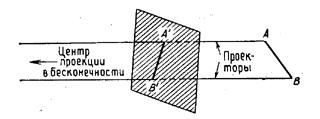 A' A
Центр
проекции
в бесконечности
Проек-
торы
B' B